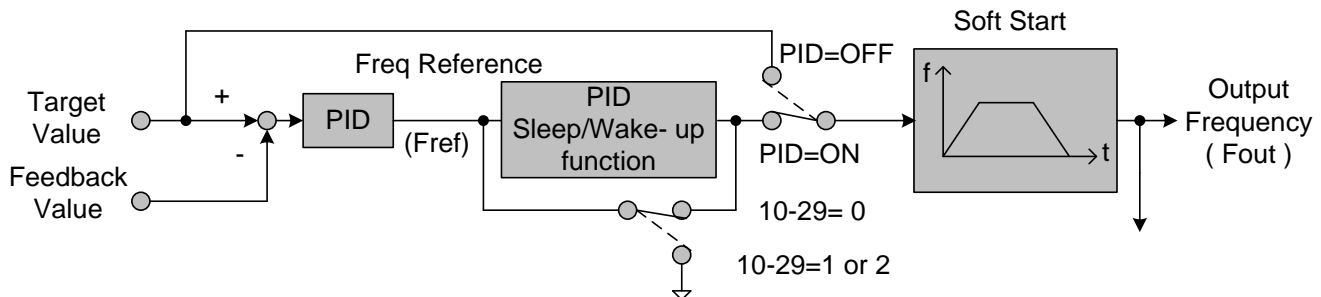 Soft Start
PID=OFF
Freq Reference
f
t
Target
Value
+
-
PID
(Fref)
PID
Sleep/Wake- up
function
PID=ON
Output
Frequency
( Fout )
Feedback
Value
10-29= 0
10-29=1 or 2